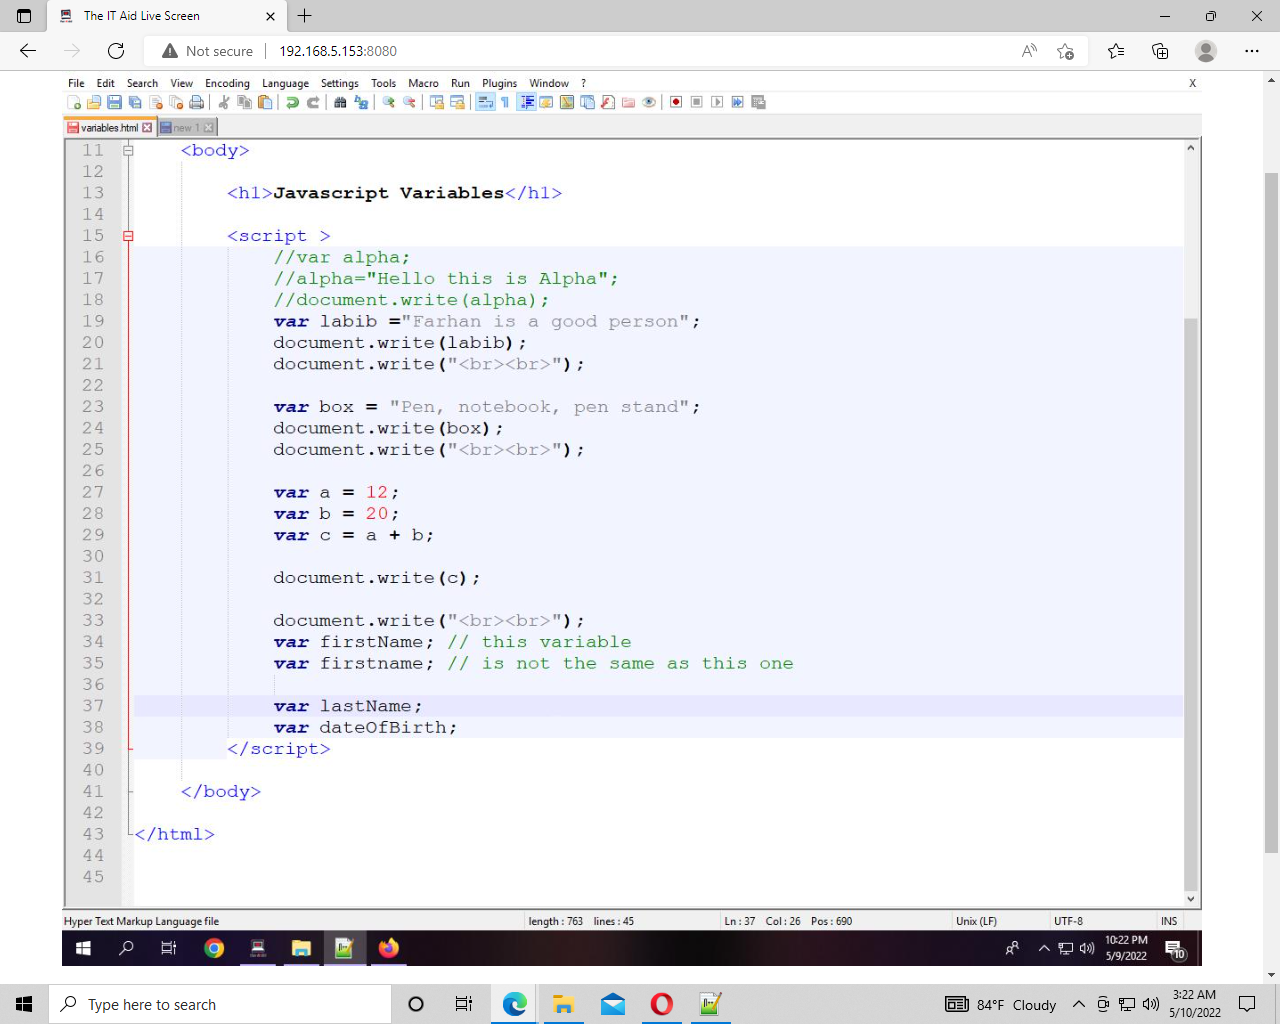 The IT Aid Live Screen
Not secure 192.168.5.153:8080
File Edit Search View Encoding Language Settings Tools Macro Run Plugins Window ? X
variables.html new 1
11 <body>
12
13 <h1>Javascript Variables</h1>
14
15 <script >
16 //var alpha;
17 //alpha="Hello this is Alpha";
18 //document.write(alpha);
19 var labib ="Farhan is a good person";
20 document.write(labib);
21 document.write("<br><br>");
22
23 var box = "Pen, notebook, pen stand";
24 document.write(box);
25 document.write("<br><br>");
26
27 var a = 12;
28 var b = 20;
29 var c = a + b;
30
31 document.write(c);
32
33 document.write("<br><br>");
34 var firstName; // this variable
35 var firstname; // is not the same as this one
36
37 var lastName;
38 var dateOfBirth;
39 </script>
40
41 </body>
42
43 </html>
44
45
Hyper Text Markup Language file length : 763 lines : 45 Ln : 37 Col : 26 Pos : 690 Unix (LF) UTF-8 INS
10:22 PM
5/9/2022
10
Type here to search 84°F Cloudy 3:22 AM
5/10/2022